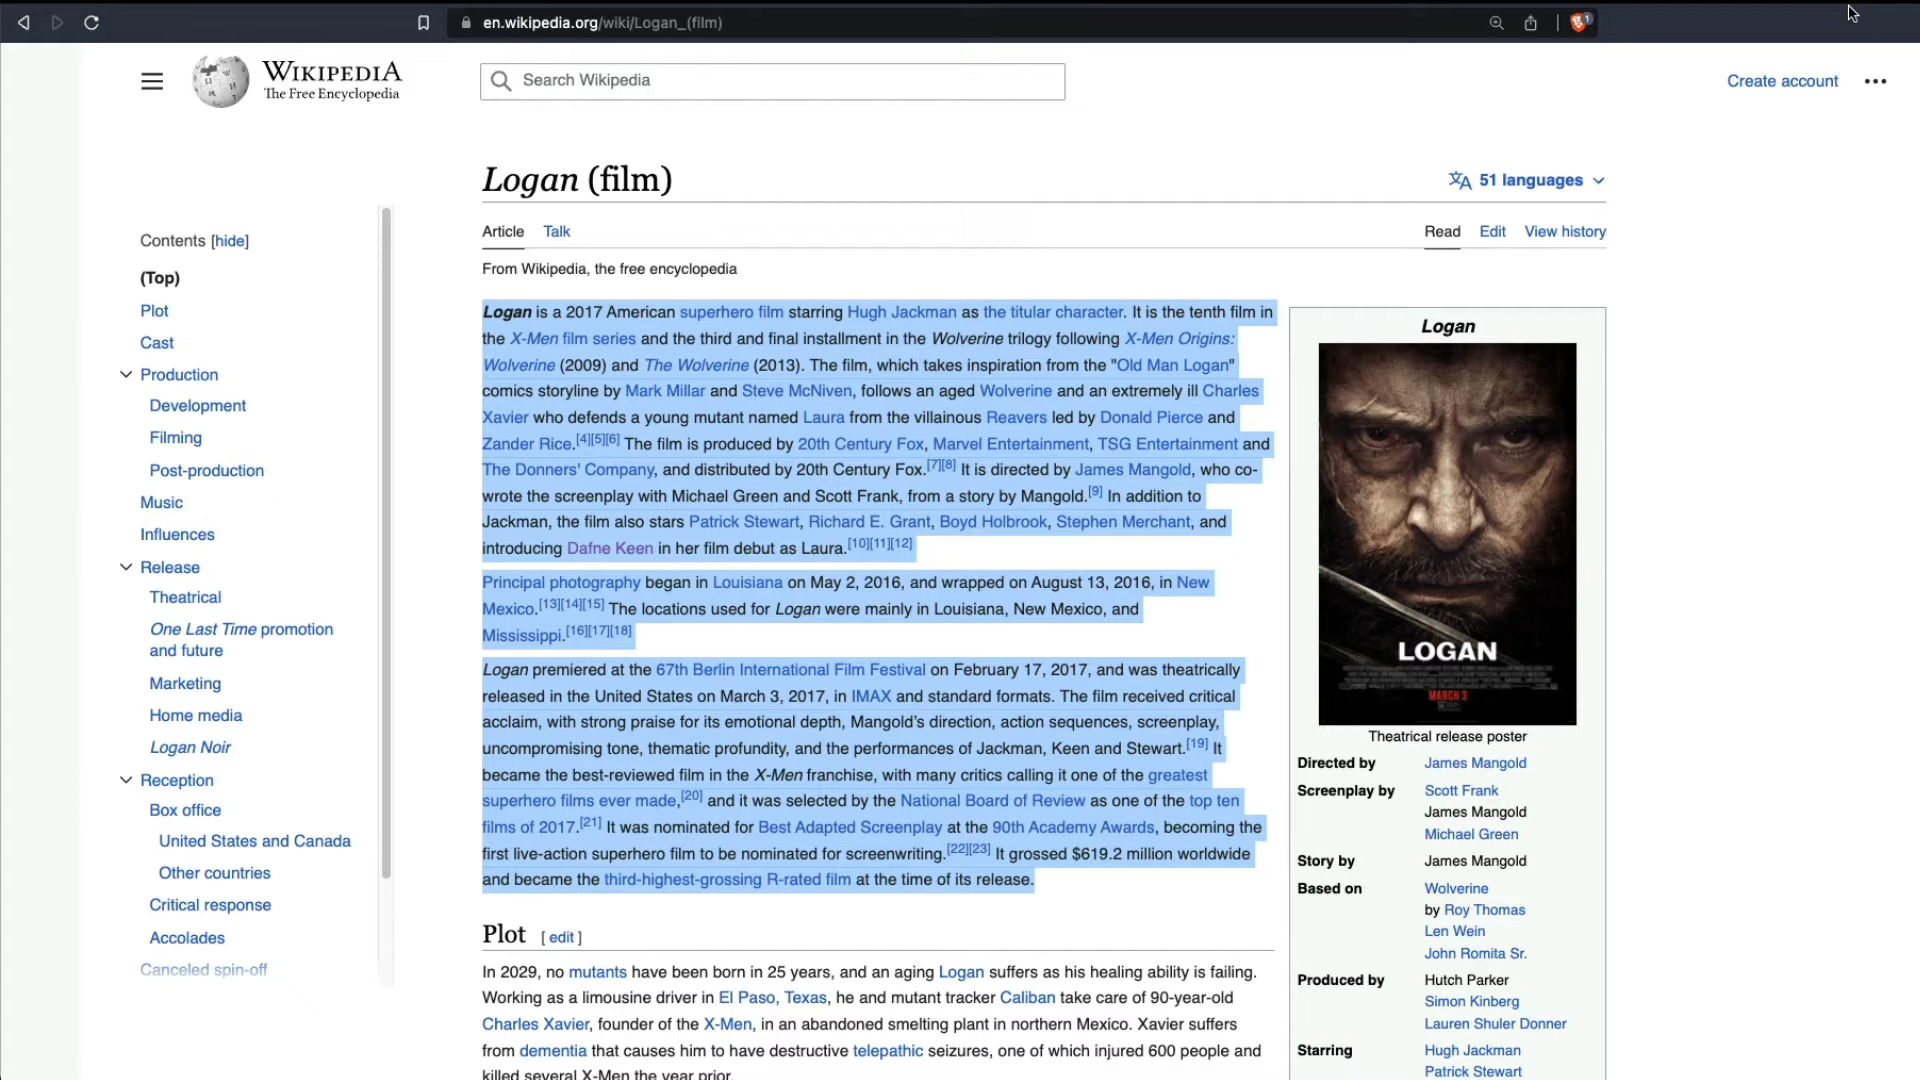 en.wikipedia.org/wiki/Logan_(film)
1
WIKIPEDIA
The Free Encyclopedia
Search Wikipedia
Create account
Logan (film)
51 languages
Article Talk
Read Edit View history
From Wikipedia, the free encyclopedia
Contents [hide]
(Top)
Plot
Cast
Production
Development
Filming
Post-production
Music
Influences
Release
Theatrical
One Last Time promotion
and future
Marketing
Home media
Logan Noir
Reception
Box office
United States and Canada
Other countries
Critical response
Accolades
Canceled spin-off
Logan is a 2017 American superhero film starring Hugh Jackman as the titular character. It is the tenth film in
the X-Men film series and the third and final installment in the Wolverine trilogy following X-Men Origins:
Wolverine (2009) and The Wolverine (2013). The film, which takes inspiration from the "Old Man Logan"
comics storyline by Mark Millar and Steve McNiven, follows an aged Wolverine and an extremely ill Charles
Xavier who defends a young mutant named Laura from the villainous Reavers led by Donald Pierce and
Zander Rice.[4][5][6] The film is produced by 20th Century Fox, Marvel Entertainment, TSG Entertainment and
The Donners' Company, and distributed by 20th Century Fox.[7][8] It is directed by James Mangold, who co-
wrote the screenplay with Michael Green and Scott Frank, from a story by Mangold.[9] In addition to
Jackman, the film also stars Patrick Stewart, Richard E. Grant, Boyd Holbrook, Stephen Merchant, and
introducing Dafne Keen in her film debut as Laura.[10][11][12]
Principal photography began in Louisiana on May 2, 2016, and wrapped on August 13, 2016, in New
Mexico.[13][14][15] The locations used for Logan were mainly in Louisiana, New Mexico, and
Mississippi.[16][17][18]
Logan premiered at the 67th Berlin International Film Festival on February 17, 2017, and was theatrically
released in the United States on March 3, 2017, in IMAX and standard formats. The film received critical
acclaim, with strong praise for its emotional depth, Mangold's direction, action sequences, screenplay,
uncompromising tone, thematic profundity, and the performances of Jackman, Keen and Stewart.[19] It
became the best-reviewed film in the X-Men franchise, with many critics calling it one of the greatest
superhero films ever made,[20] and it was selected by the National Board of Review as one of the top ten
films of 2017.[21] It was nominated for Best Adapted Screenplay at the 90th Academy Awards, becoming the
first live-action superhero film to be nominated for screenwriting.[22][23] It grossed $619.2 million worldwide
and became the third-highest-grossing R-rated film at the time of its release.
Plot [ edit ]
In 2029, no mutants have been born in 25 years, and an aging Logan suffers as his healing ability is failing.
Working as a limousine driver in El Paso, Texas, he and mutant tracker Caliban take care of 90-year-old
Charles Xavier, founder of the X-Men, in an abandoned smelting plant in northern Mexico. Xavier suffers
from dementia that causes him to have destructive telepathic seizures, one of which injured 600 people and
killed several X-Men the year prior.
Logan
LOGAN
MARCH 3
Theatrical release poster
Directed by James Mangold
Screenplay by Scott Frank
James Mangold
Michael Green
Story by James Mangold
Based on Wolverine
by Roy Thomas
Len Wein
John Romita Sr.
Produced by Hutch Parker
Simon Kinberg
Lauren Shuler Donner
Starring Hugh Jackman
Patrick Stewart